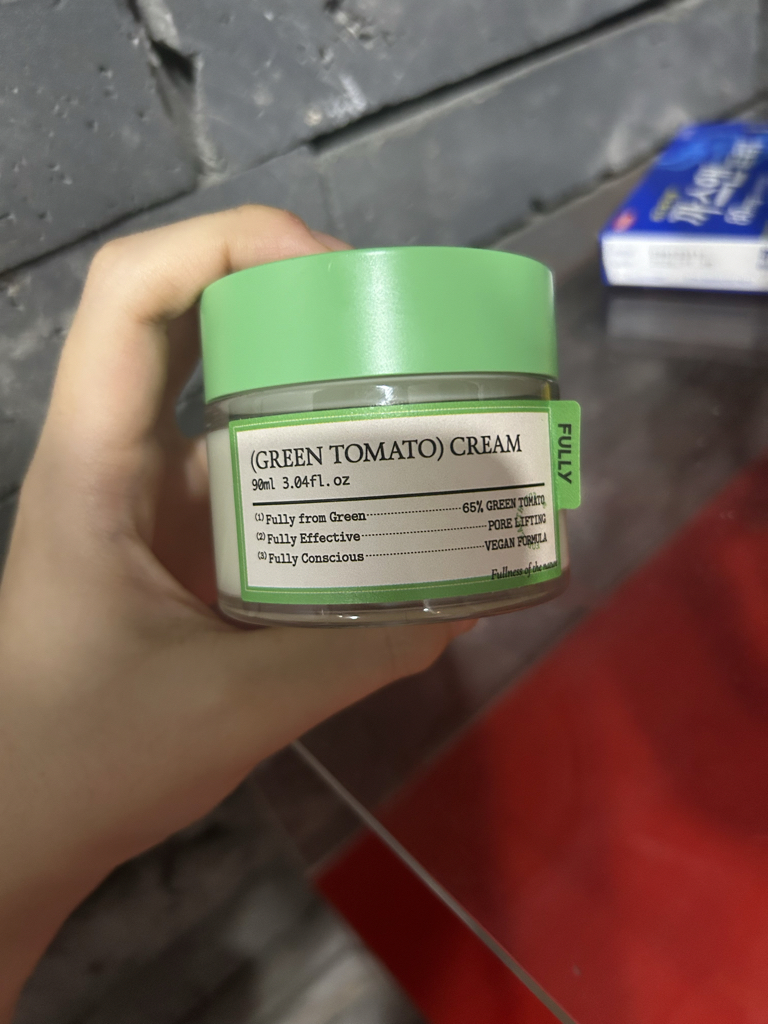 (GREEN TOMATO) CREAM
90ml 3.04fl.oz
(1) Fully from Green 65% GREEN TOMATO
(2) Fully Effective PORE LIFTING
(3) Fully Conscious VEGAN FORMULA
Fullness of the nature
FULLY